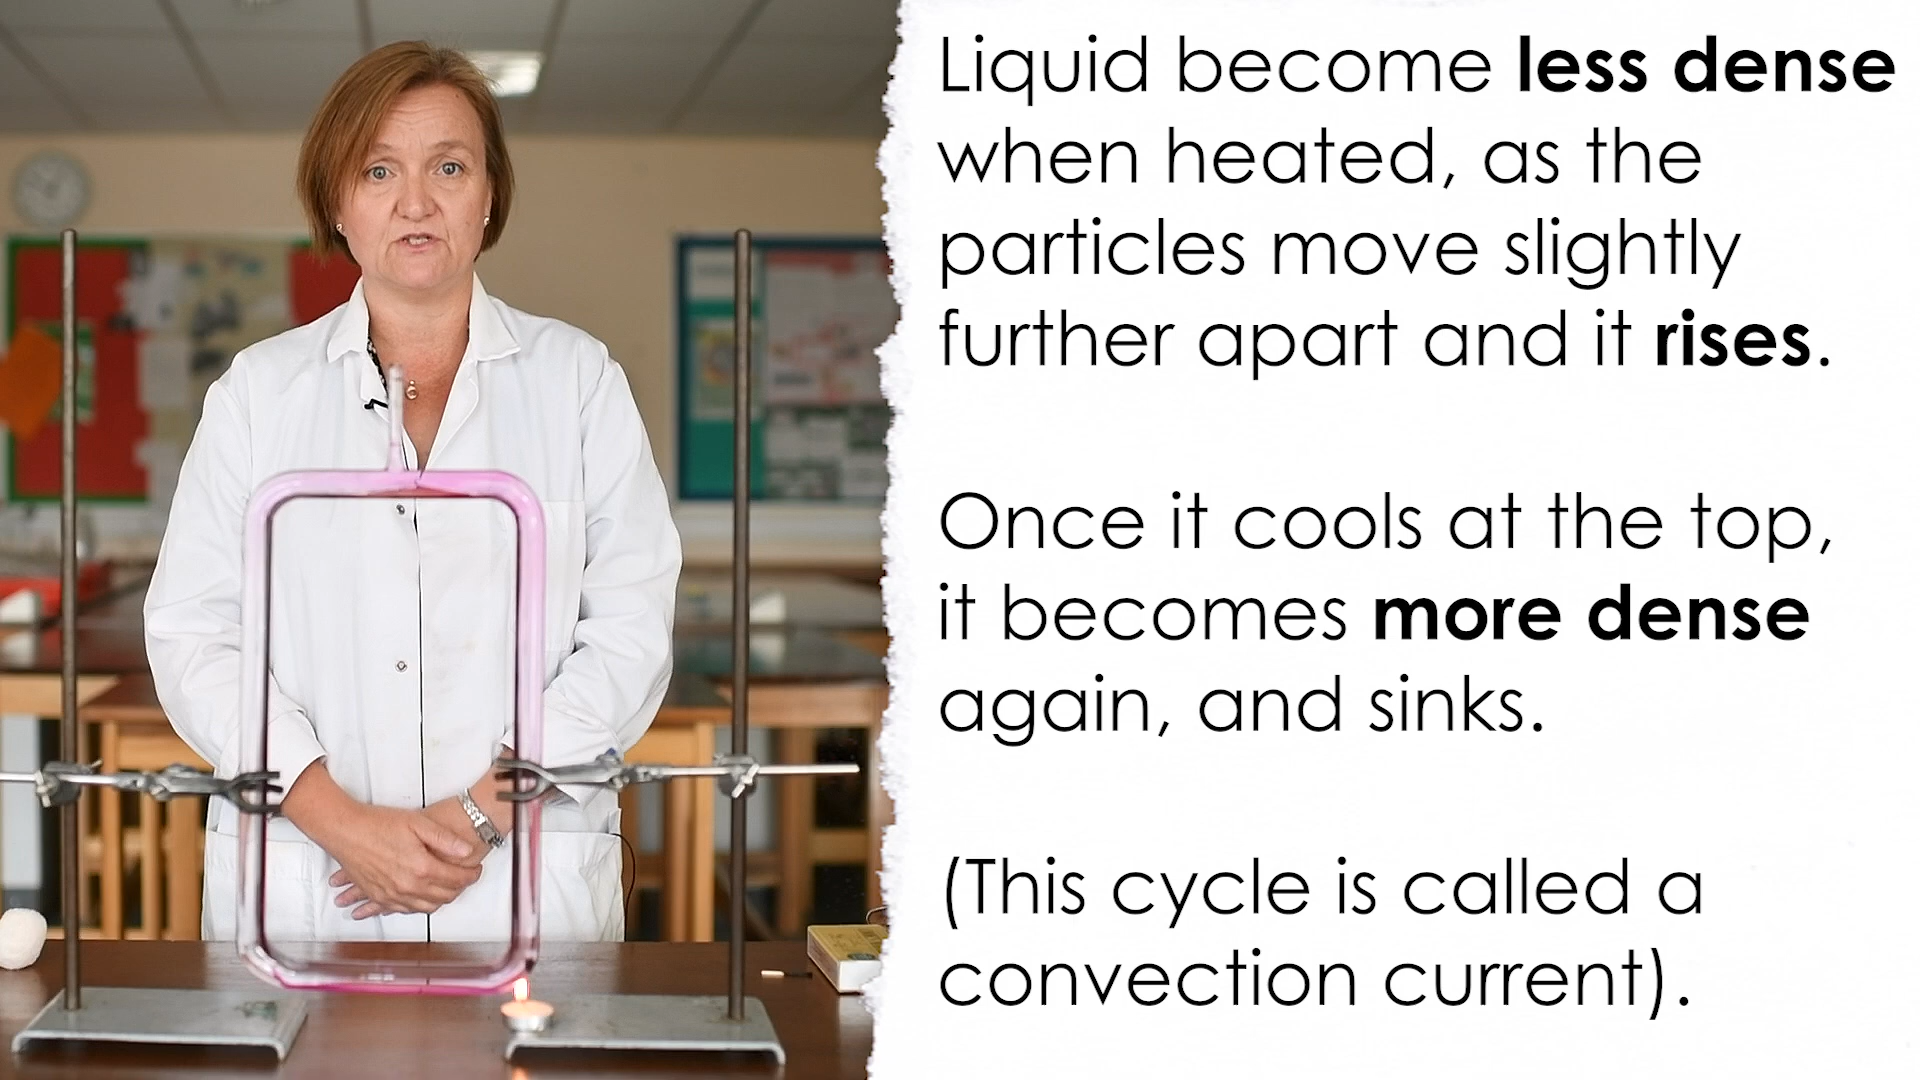 Liquid become less dense
when heated, as the
particles move slightly
further apart and it rises.
Once it cools at the top,
it becomes more dense
again, and sinks.
(This cycle is called a
convection current).